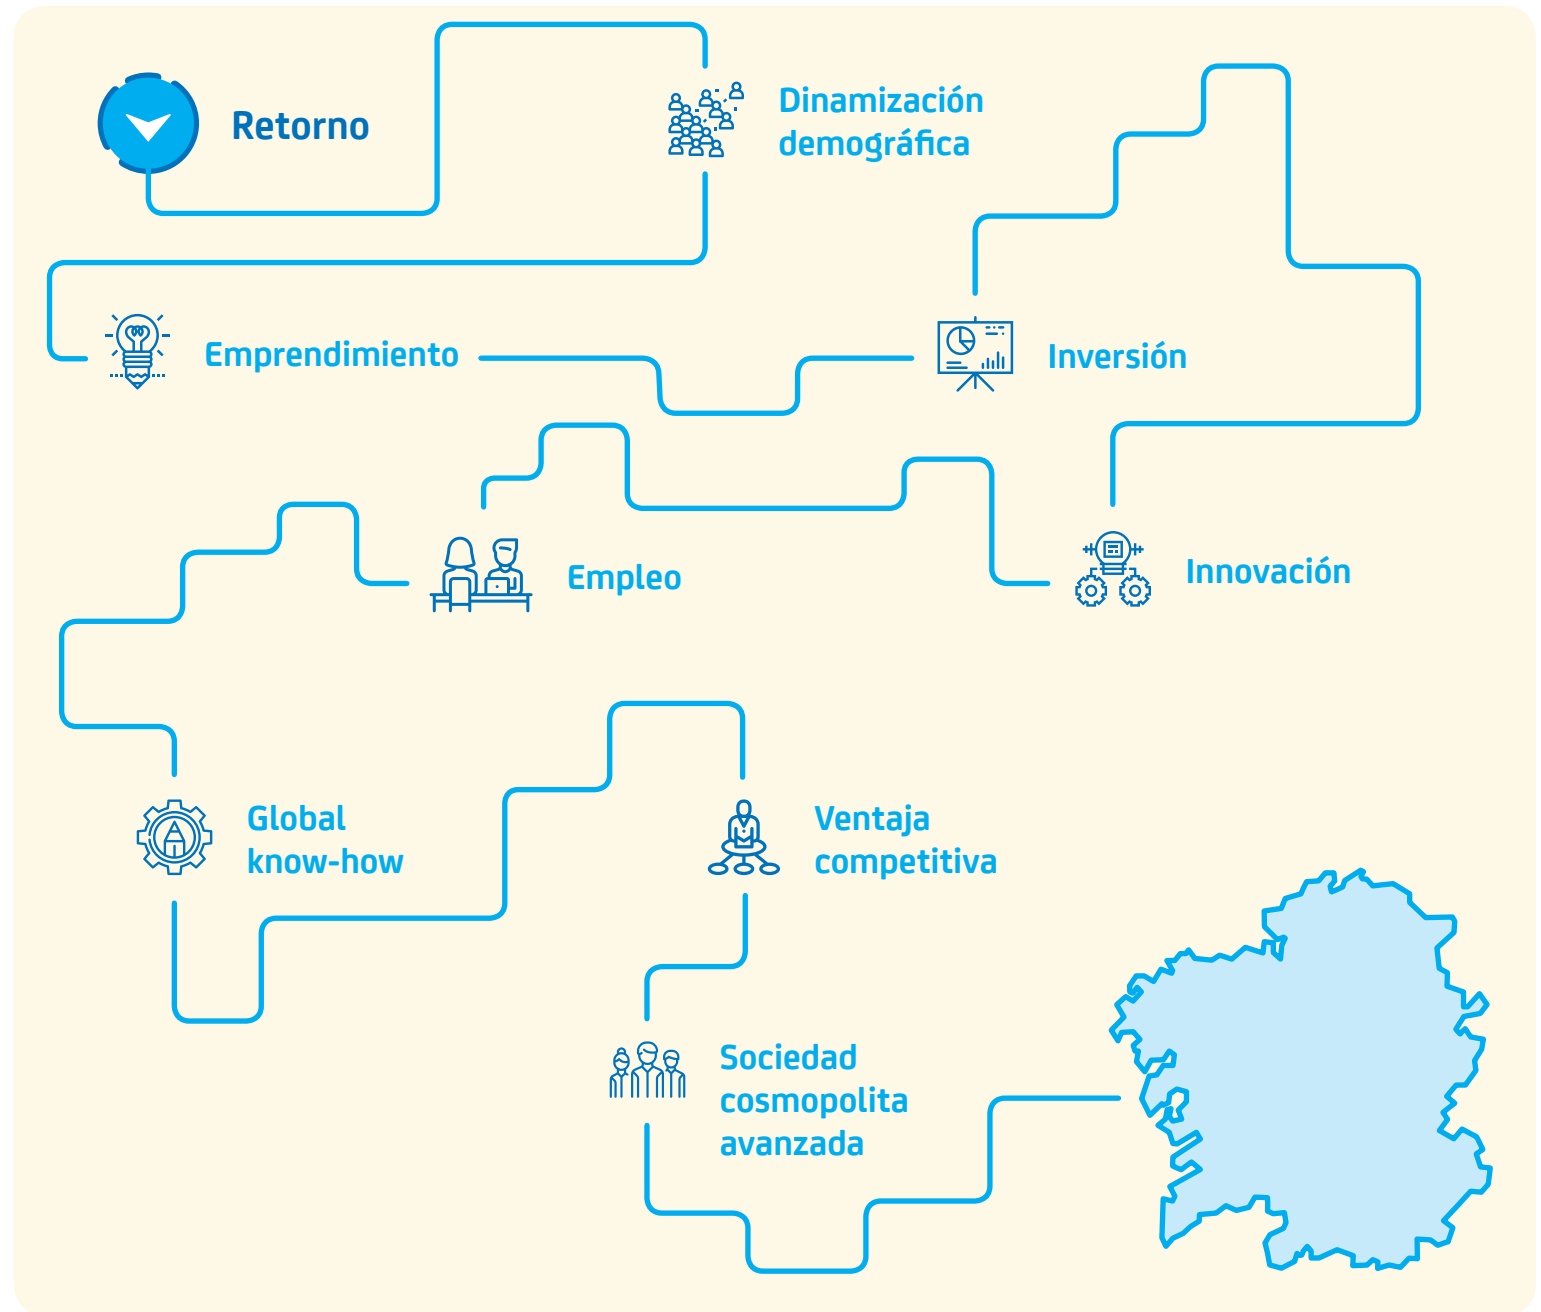 Retorno
Dinamización
demográfica
Emprendimiento
Inversión
Empleo
Innovación
Global
know-how
Ventaja
competitiva
Sociedad
cosmopolita
avanzada